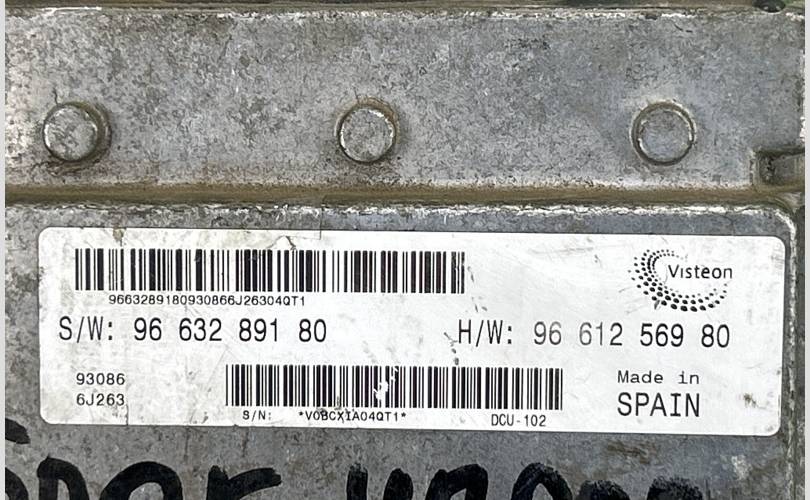 Visteon
9663289180930866J26304QT1
S/W: 96 632 891 80
H/W: 96 612 569 80
93086
6J263
Made in
SPAIN
S/N: *V0BCXIA04QT1*
DCU-102